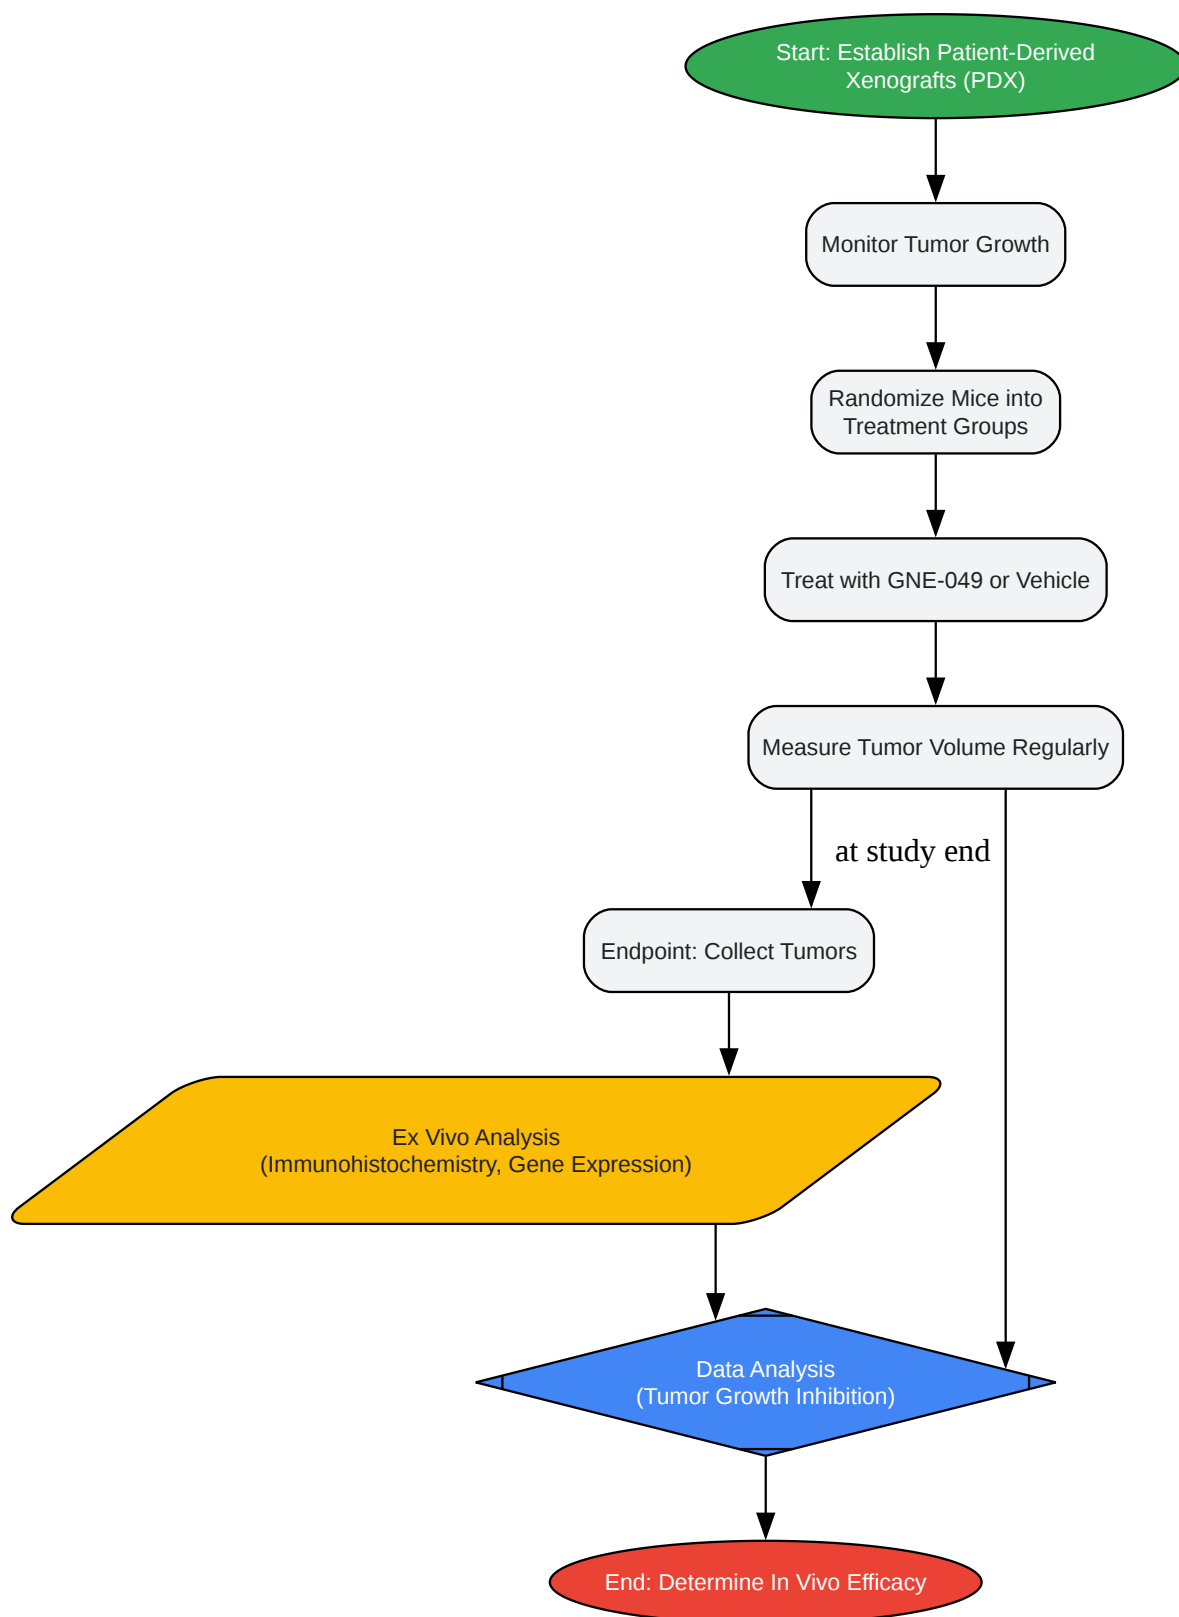 Start: Establish Patient-Derived
Xenografts (PDX)
Monitor Tumor Growth
Randomize Mice into
Treatment Groups
Treat with GNE-049 or Vehicle
Measure Tumor Volume Regularly
at study end
Endpoint: Collect Tumors
Ex Vivo Analysis
(Immunohistochemistry, Gene Expression)
Data Analysis
(Tumor Growth Inhibition)
End: Determine In Vivo Efficacy